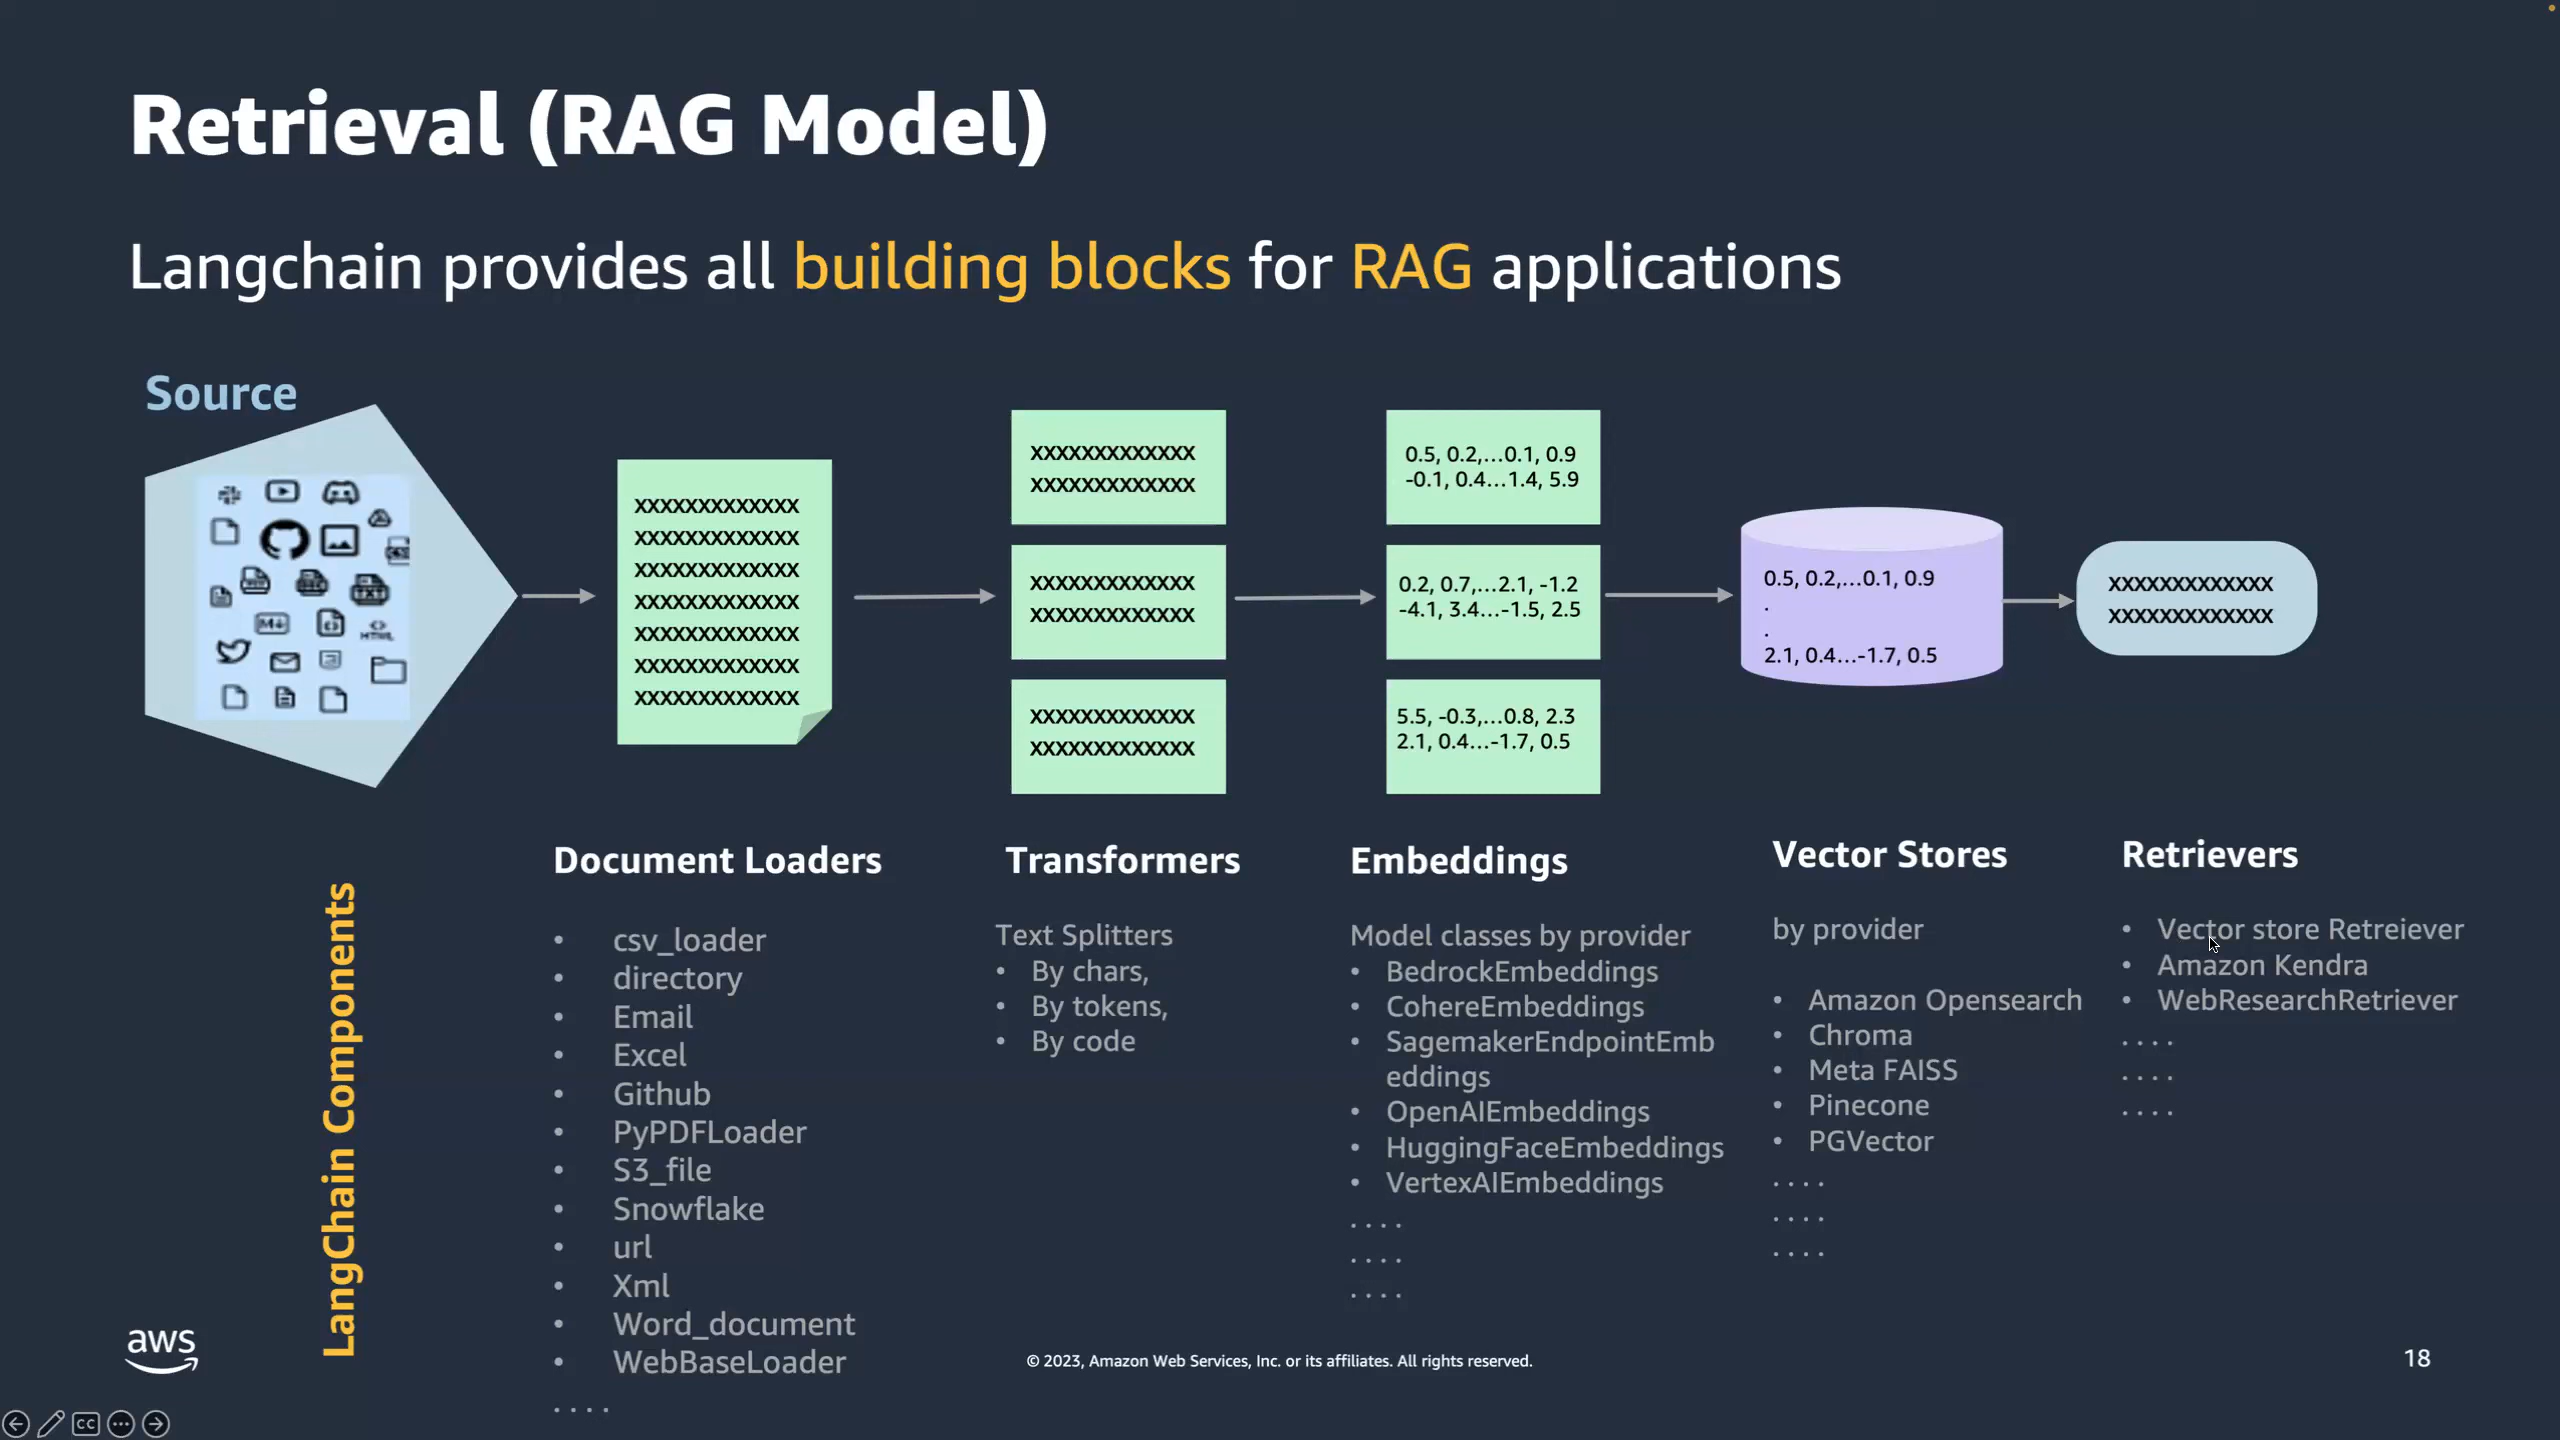 Retrieval (RAG Model)
Langchain provides all building blocks for RAG applications
Source
XXXXXXXXXXXXX
XXXXXXXXXXXXX
XXXXXXXXXXXXX
XXXXXXXXXXXXX
XXXXXXXXXXXXX
XXXXXXXXXXXXX
XXXXXXXXXXXXX
XXXXXXXXXXXXX
XXXXXXXXXXXXX
XXXXXXXXXXXXX
XXXXXXXXXXXXX
XXXXXXXXXXXXX
XXXXXXXXXXXXX
0.5, 0.2,...0.1, 0.9
-0.1, 0.4...1.4, 5.9
0.2, 0.7,...2.1, -1.2
-4.1, 3.4...-1.5, 2.5
5.5, -0.3,...0.8, 2.3
2.1, 0.4...-1.7, 0.5
0.5, 0.2,...0.1, 0.9
.
.
2.1, 0.4...-1.7, 0.5
XXXXXXXXXXXXX
XXXXXXXXXXXXX
TXT
M↓
HTML
LangChain Components
Document Loaders
• csv_loader
• directory
• Email
• Excel
• Github
• PyPDFLoader
• S3_file
• Snowflake
• url
• Xml
• Word_document
• WebBaseLoader
. . . .
Transformers
Text Splitters
• By chars,
• By tokens,
• By code
Embeddings
Model classes by provider
• BedrockEmbeddings
• CohereEmbeddings
• SagemakerEndpointEmb
eddings
• OpenAIEmbeddings
• HuggingFaceEmbeddings
• VertexAIEmbeddings
. . . .
. . . .
. . . .
Vector Stores
by provider
• Amazon Opensearch
• Chroma
• Meta FAISS
• Pinecone
• PGVector
. . . .
. . . .
. . . .
Retrievers
• Vector store Retreiever
• Amazon Kendra
• WebResearchRetriever
. . . .
. . . .
. . . .
aws
© 2023, Amazon Web Services, Inc. or its affiliates. All rights reserved.
18
CC